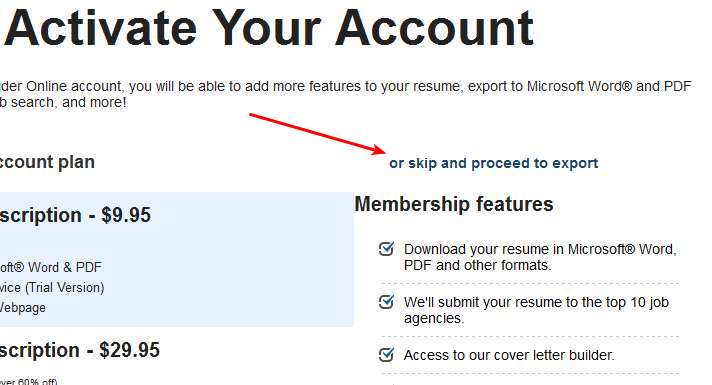 Activate Your Account
lder Online account, you will be able to add more features to your resume, export to Microsoft Word® and PDF
b search, and more!
ccount plan
or skip and proceed to export
scription - $9.95
oft® Word & PDF
vice (Trial Version)
Webpage
scription - $29.95
ver 60% off)
Membership features
Download your resume in Microsoft® Word,
PDF and other formats.
We'll submit your resume to the top 10 job
agencies.
Access to our cover letter builder.